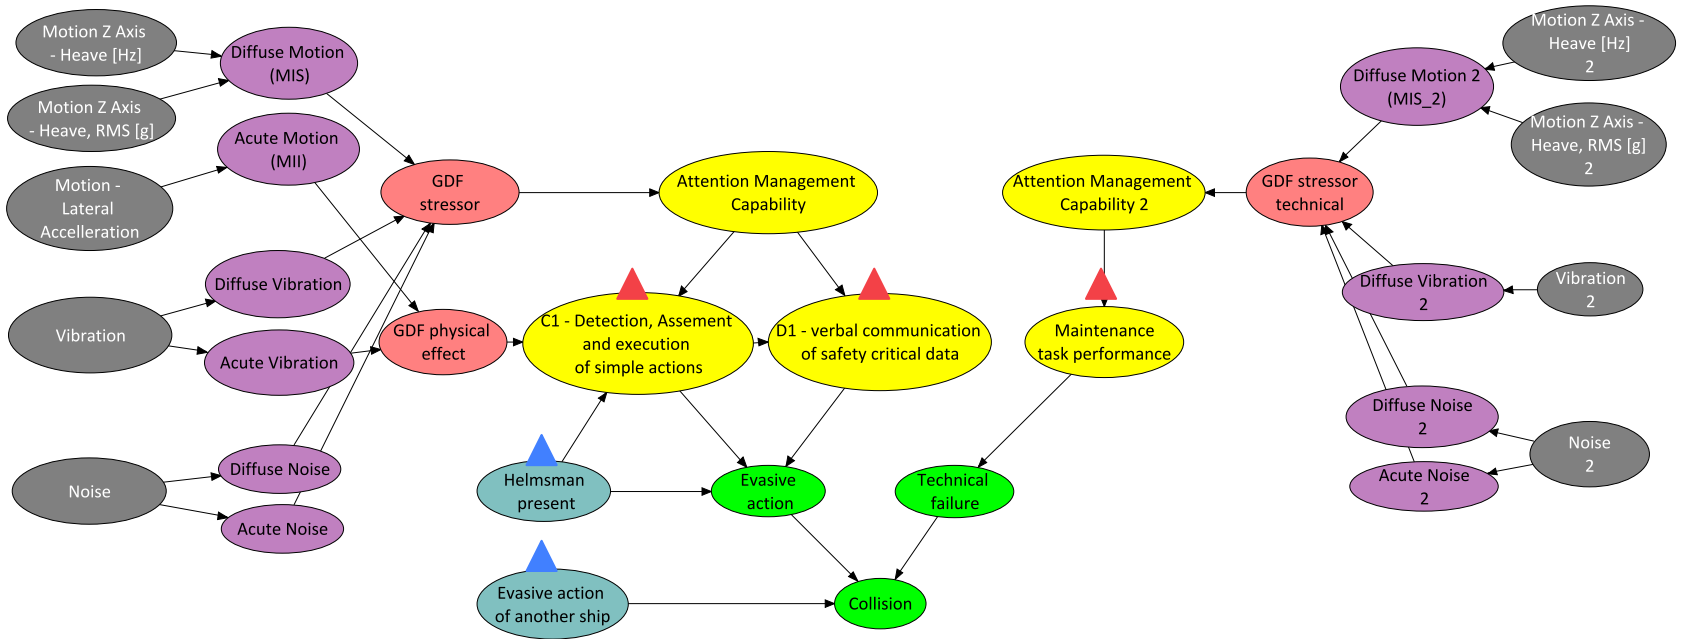 Motion Z Axis
- Heave [Hz]
Diffuse Motion
(MIS)
Motion Z Axis
- Heave, RMS [g]
Acute Motion
(MII)
Motion -
Lateral
Accelleration
GDF
stressor
Attention Management
Capability
Attention Management
Capability 2
GDF stressor
technical
Diffuse Motion 2
(MIS_2)
Motion Z Axis -
Heave [Hz]
2
Motion Z Axis -
Heave, RMS [g]
2
Diffuse Vibration
Vibration
Acute Vibration
GDF physical
effect
C1 - Detection, Assement
and execution
of simple actions
D1 - verbal communication
of safety critical data
Maintenance
task performance
Diffuse Vibration
2
Vibration
2
Diffuse Noise
Noise
Acute Noise
Helmsman
present
Evasive
action
Technical
failure
Diffuse Noise
2
Noise
2
Acute Noise
2
Evasive action
of another ship
Collision